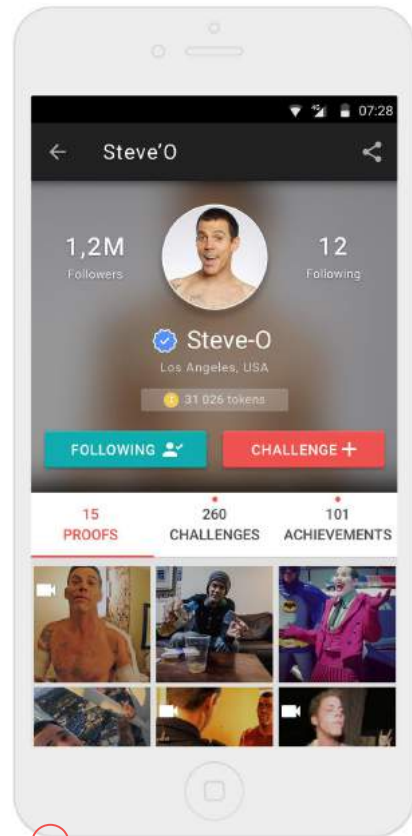 4G 07:28
Steve’O
1,2M
Followers
12
Following
Steve-O
Los Angeles, USA
31 026 tokens
FOLLOWING
CHALLENGE +
15
PROOFS
260
CHALLENGES
101
ACHIEVEMENTS